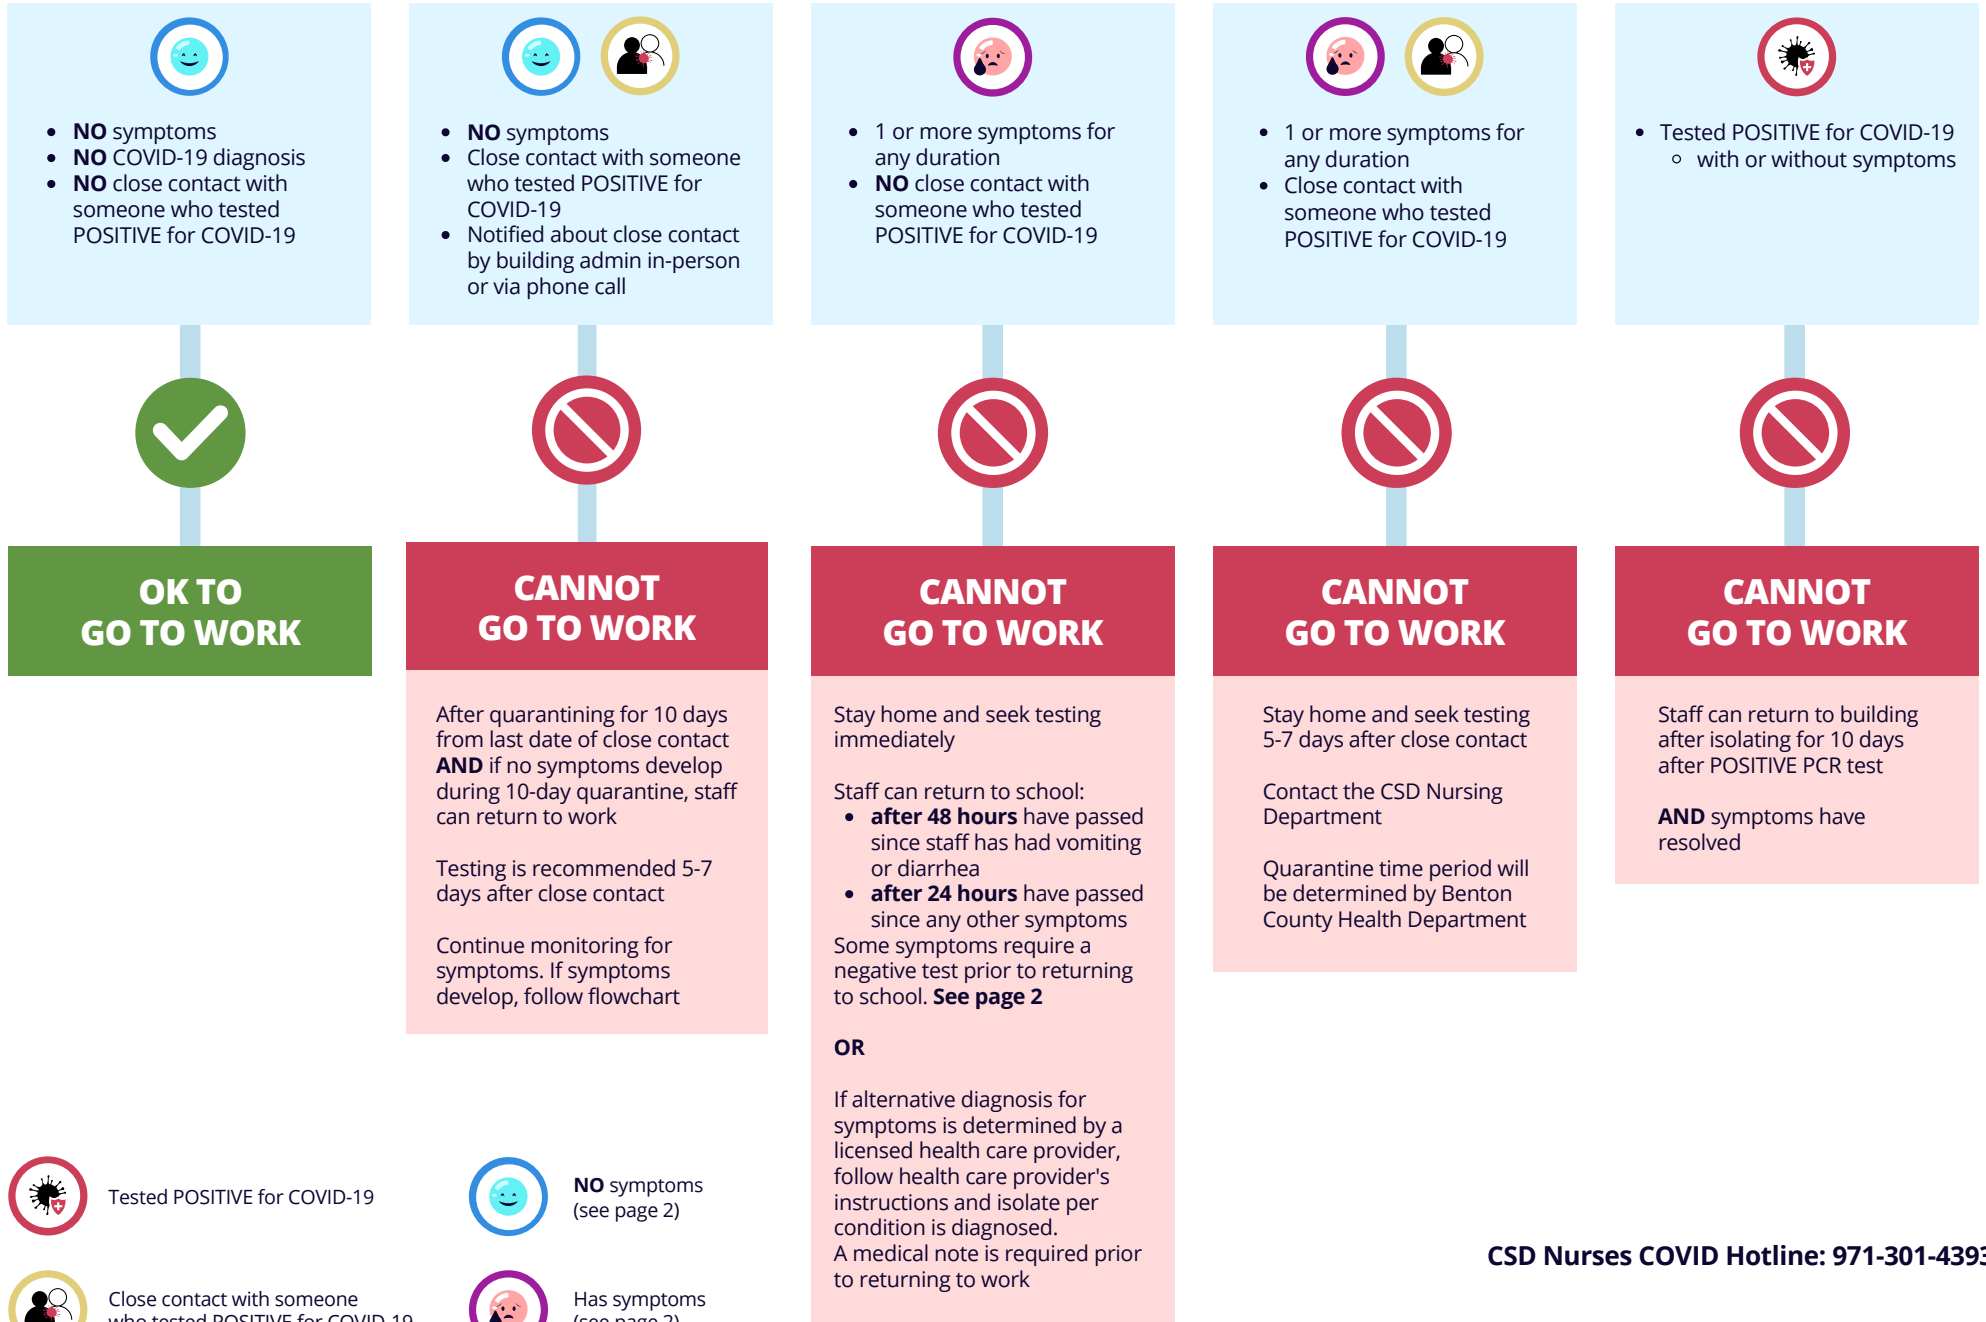 NO symptoms
NO COVID-19 diagnosis
NO close contact with
someone who tested
POSITIVE for COVID-19
OK TO
GO TO WORK
NO symptoms
Close contact with someone
who tested POSITIVE for
COVID-19
Notified about close contact
by building admin in-person
or via phone call
CANNOT
GO TO WORK
After quarantining for 10 days
from last date of close contact
AND if no symptoms develop
during 10-day quarantine, staff
can return to work
Testing is recommended 5-7
days after close contact
Continue monitoring for
symptoms. If symptoms
develop, follow flowchart
1 or more symptoms for
any duration
NO close contact with
someone who tested
POSITIVE for COVID-19
CANNOT
GO TO WORK
Stay home and seek testing
immediately
Staff can return to school:
after 48 hours have passed
since staff has had vomiting
or diarrhea
after 24 hours have passed
since any other symptoms
Some symptoms require a
negative test prior to returning
to school. See page 2
OR
If alternative diagnosis for
symptoms is determined by a
licensed health care provider,
follow health care provider's
instructions and isolate per
condition is diagnosed.
A medical note is required prior
to returning to work
1 or more symptoms for
any duration
Close contact with
someone who tested
POSITIVE for COVID-19
CANNOT
GO TO WORK
Stay home and seek testing
5-7 days after close contact
Contact the CSD Nursing
Department
Quarantine time period will
be determined by Benton
County Health Department
Tested POSITIVE for COVID-19
with or without symptoms
CANNOT
GO TO WORK
Staff can return to building
after isolating for 10 days
after POSITIVE PCR test
AND symptoms have
resolved
Tested POSITIVE for COVID-19
NO symptoms
(see page 2)
Close contact with someone
who tested POSITIVE for COVID-19
Has symptoms
(see page 2)
CSD Nurses COVID Hotline: 971-301-4393